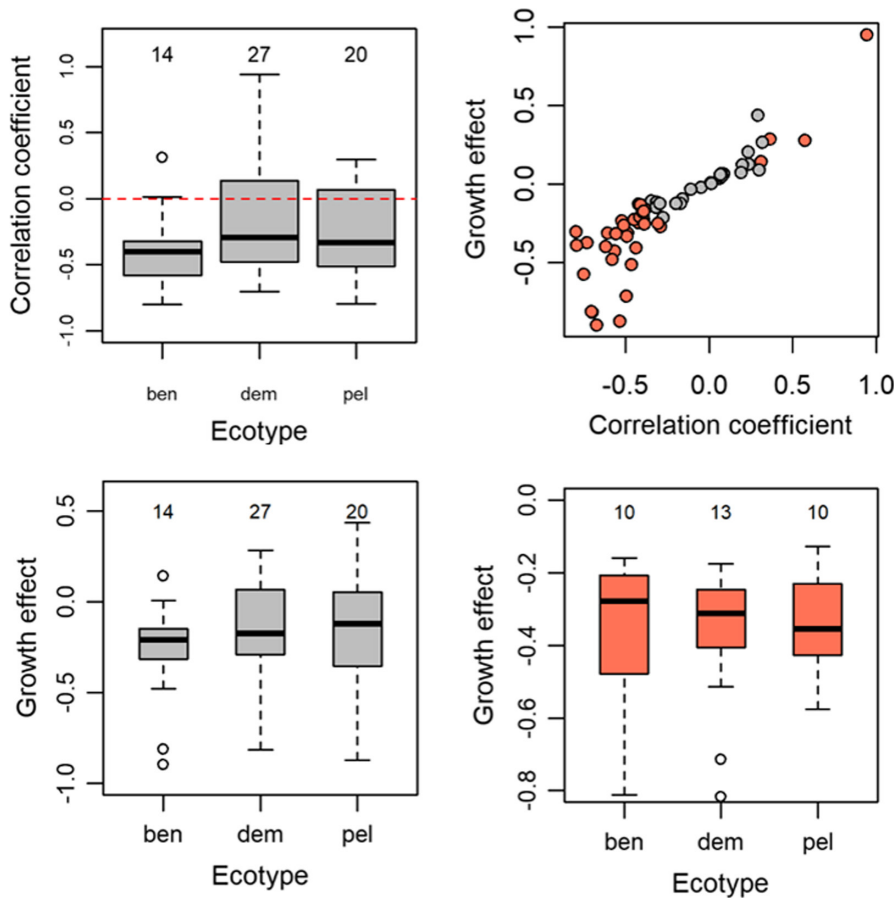 14 27 20
1.0
0.5
0.0
-0.5
-1.0
Correlation coefficient
ben dem pel
Ecotype
1.0
0.5
0.0
-0.5
Growth effect
-0.5 0.0 0.5 1.0
Correlation coefficient
14 27 20
0.5
0.0
-0.5
-1.0
Growth effect
ben dem pel
Ecotype
10 13 10
0.0
-0.2
-0.4
-0.6
-0.8
Growth effect
ben dem pel
Ecotype